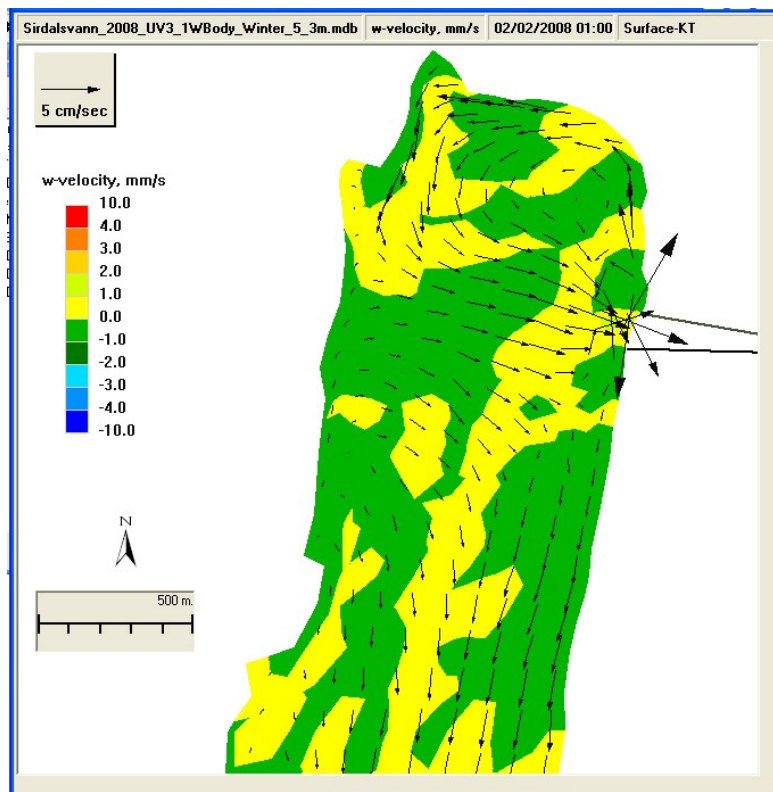 Sirdalsvann_2008_UV3_1WBody_Winter_5_3m.mdb w-velocity, mm/s 02/02/2008 01:00 Surface-KT
5 cm/sec
w-velocity, mm/s
10.0
4.0
3.0
2.0
1.0
0.0
-1.0
-2.0
-3.0
-4.0
-10.0
N
500 m.